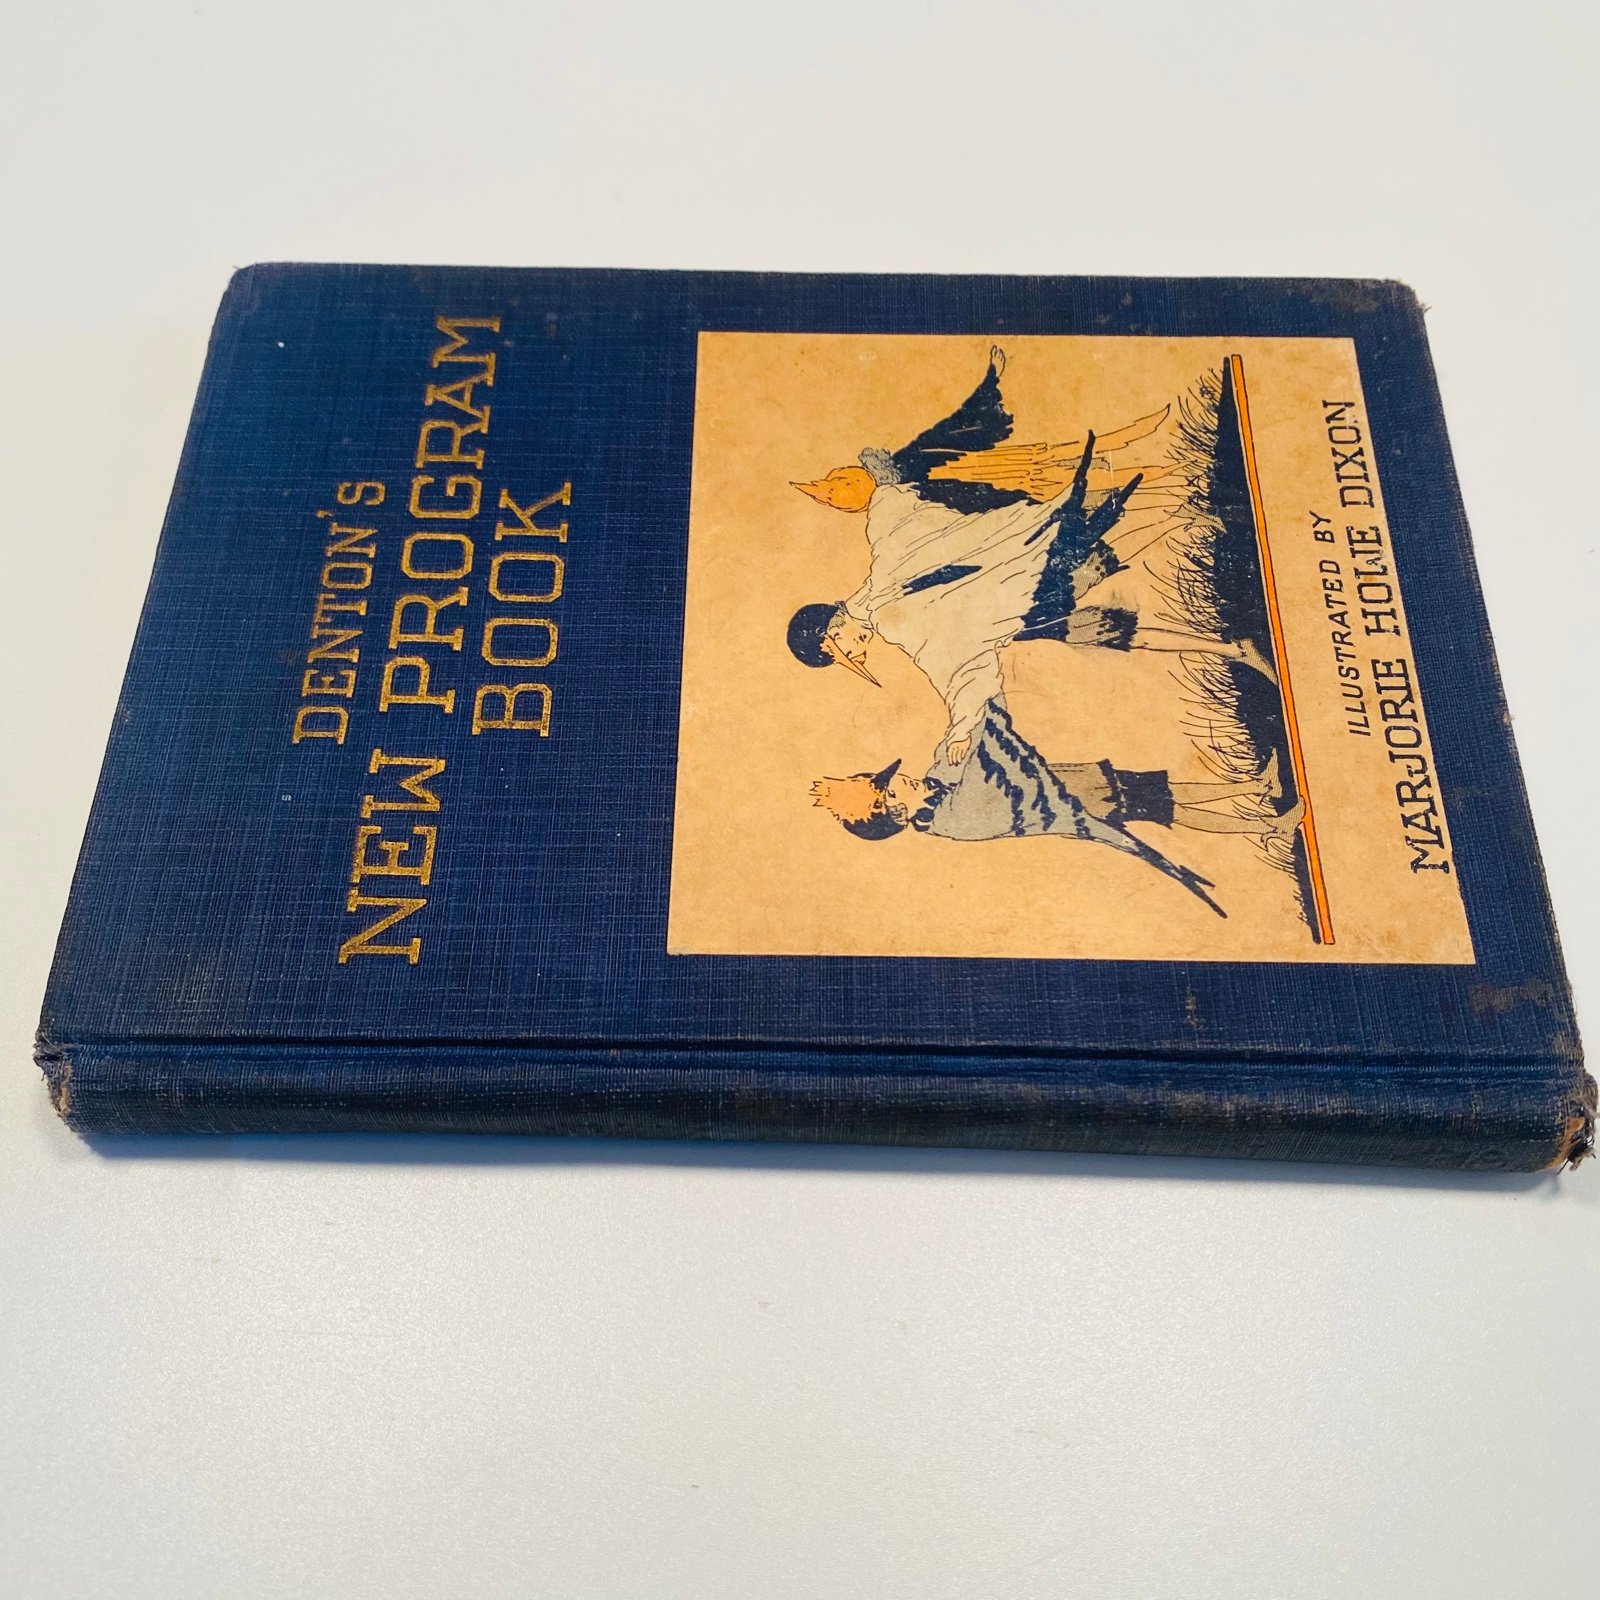 DENTON'S
NEW PROGRAM
BOOK
ILLUSTRATED BY
MARJORIE HOWE DIXON